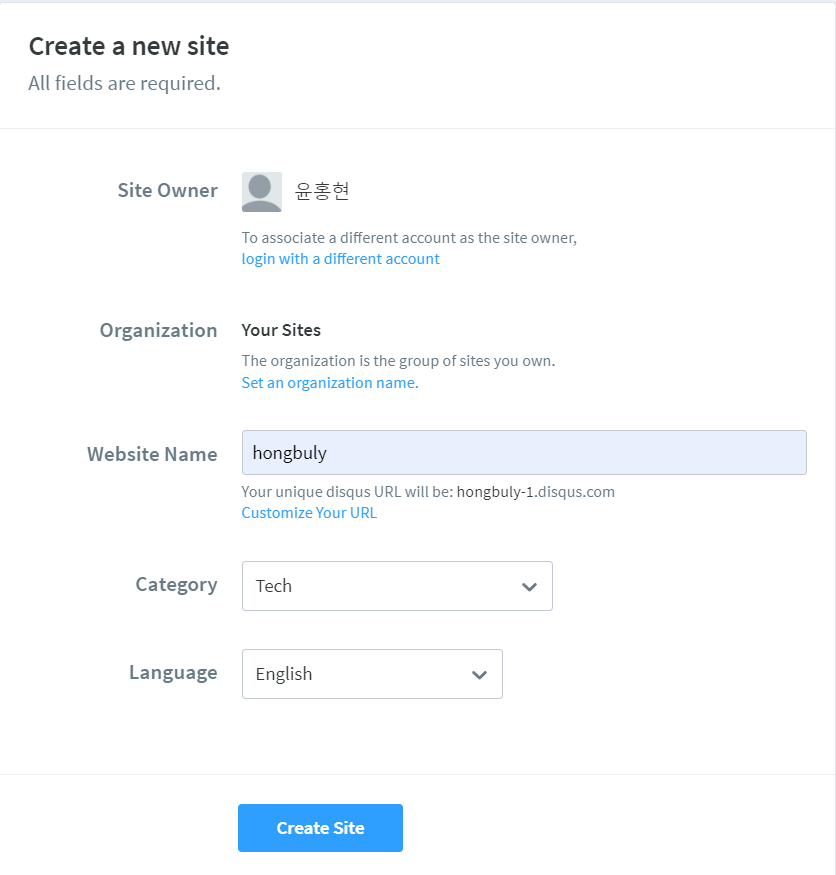 Create a new site
All fields are required.
Site Owner
윤홍현
To associate a different account as the site owner,
login with a different account
Organization
Your Sites
The organization is the group of sites you own.
Set an organization name.
Website Name
hongbuly
Your unique disqus URL will be: hongbuly-1.disqus.com
Customize Your URL
Category
Tech
Language
English
Create Site